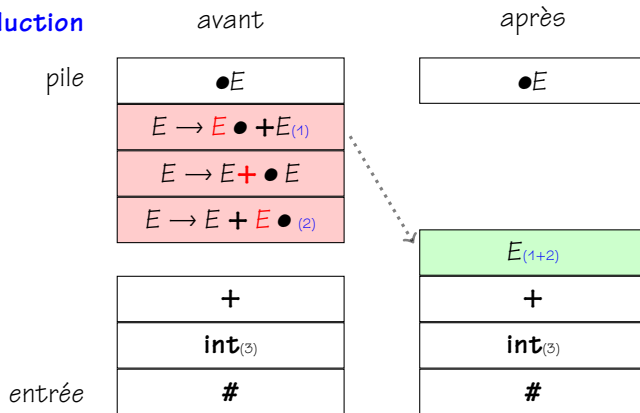 uction avant après
pile ●E ●E
E → E ● +E(1)
E → E+ ● E
E → E + E ● (2)
E(1+2)
+ +
int(3) int(3)
entrée # #